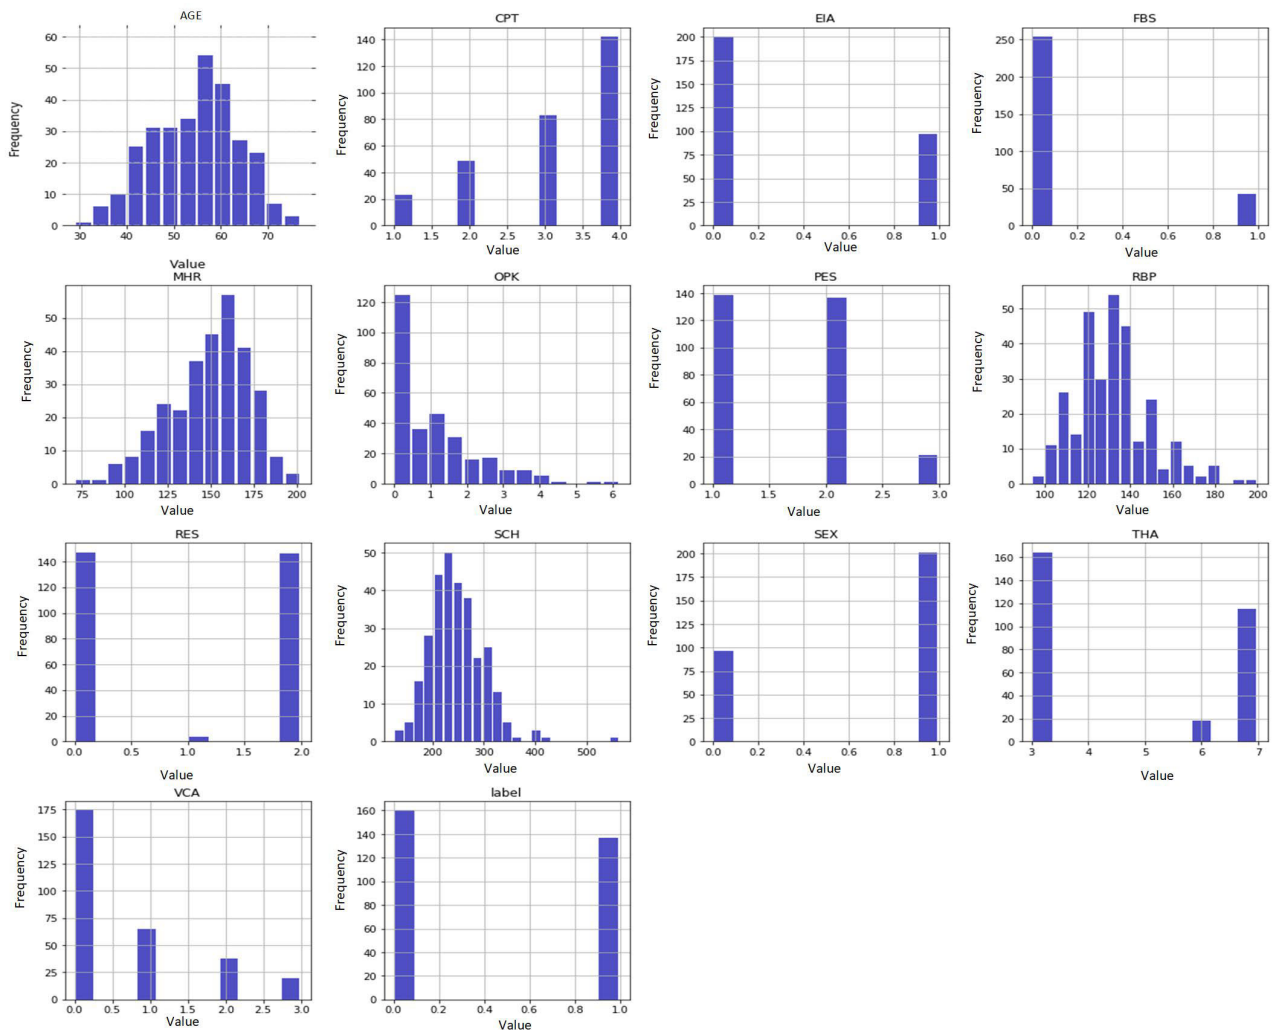 AGE
Frequency
60
50
40
30
20
10
0
30 40 50 60 70
Value
CPT
Frequency
140
120
100
80
60
40
20
0
1.0 1.5 2.0 2.5 3.0 3.5 4.0
Value
EIA
Frequency
200
175
150
125
100
75
50
25
0
0.0 0.2 0.4 0.6 0.8 1.0
Value
FBS
Frequency
250
200
150
100
50
0
0.0 0.2 0.4 0.6 0.8 1.0
Value
MHR
Frequency
50
40
30
20
10
0
75 100 125 150 175 200
Value
OPK
Frequency
120
100
80
60
40
20
0
0 1 2 3 4 5 6
Value
PES
Frequency
140
120
100
80
60
40
20
0
1.0 1.5 2.0 2.5 3.0
Value
RBP
Frequency
50
40
30
20
10
0
100 120 140 160 180 200
Value
RES
Frequency
140
120
100
80
60
40
20
0
0.0 0.5 1.0 1.5 2.0
Value
SCH
Frequency
50
40
30
20
10
0
200 300 400 500
Value
SEX
Frequency
200
175
150
125
100
75
50
25
0
0.0 0.2 0.4 0.6 0.8 1.0
Value
THA
Frequency
160
140
120
100
80
60
40
20
0
3 4 5 6 7
Value
VCA
Frequency
175
150
125
100
75
50
25
0
0.0 0.5 1.0 1.5 2.0 2.5 3.0
Value
label
Frequency
160
140
120
100
80
60
40
20
0
0.0 0.2 0.4 0.6 0.8 1.0
Value